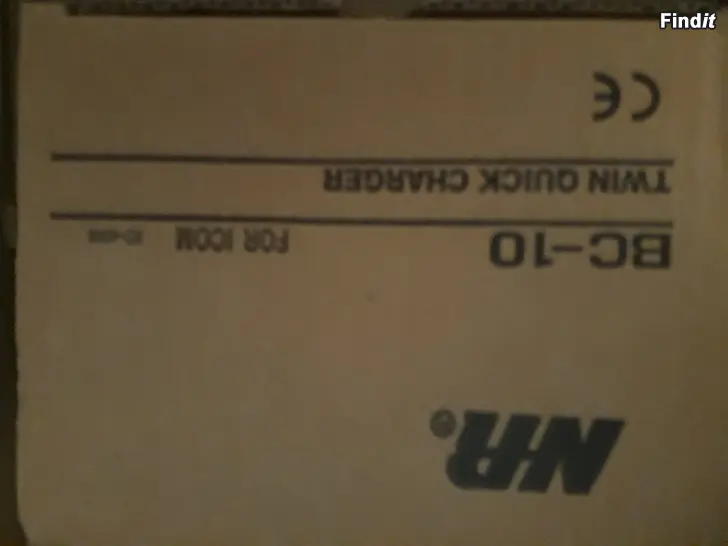 Findit
NR®
BC-10 FOR ICOM
TWIN QUICK CHARGER
CE